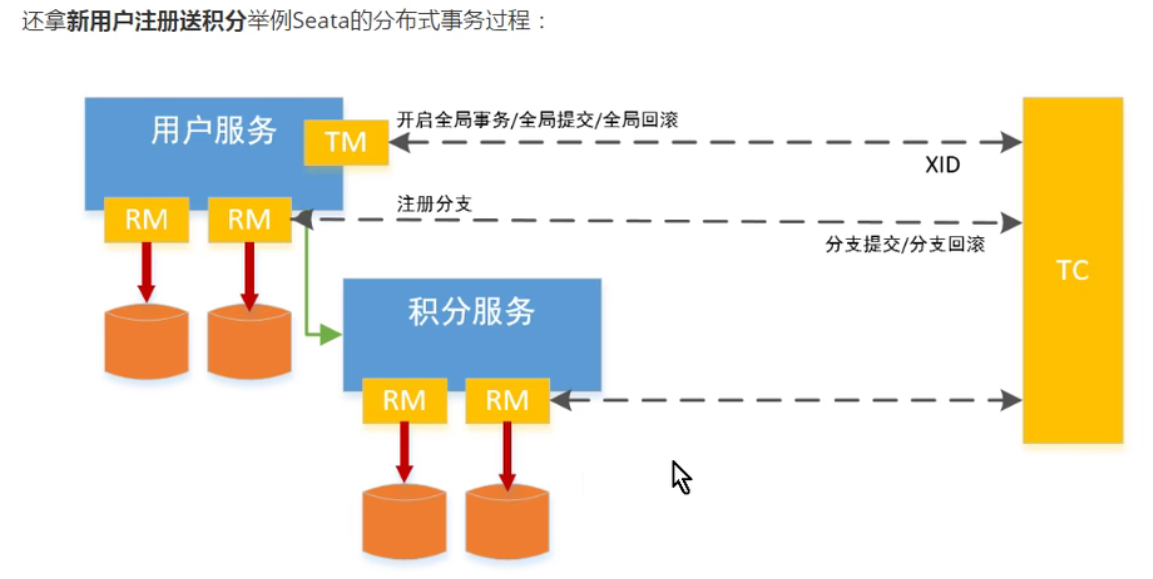 还拿新用户注册送积分举例Seata的分布式事务过程：
用户服务
TM
开启全局事务/全局提交/全局回滚
XID
RM
RM
注册分支
分支提交/分支回滚
TC
积分服务
RM
RM